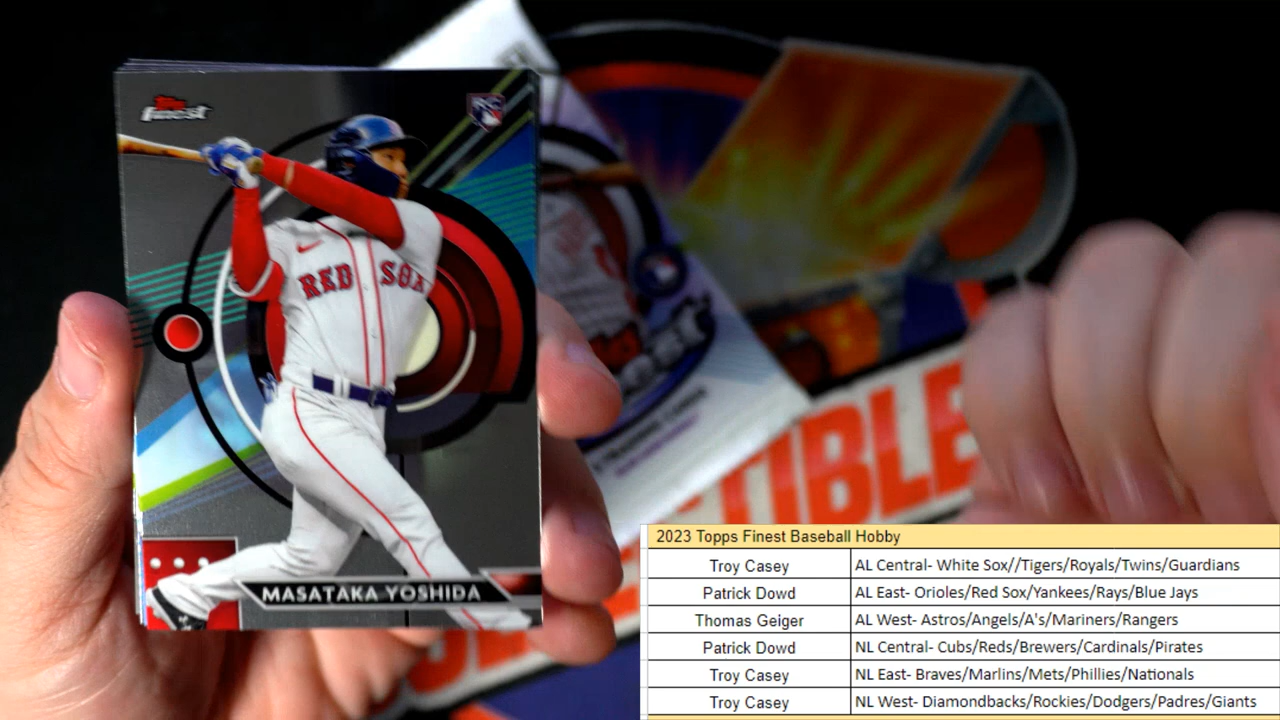 Topps
finest
RC
RED SOX
MASATAKA YOSHIDA
TIBLE
2023 Topps Finest Baseball Hobby
Troy Casey AL Central- White Sox//Tigers/Royals/Twins/Guardians
Patrick Dowd AL East- Orioles/Red Sox/Yankees/Rays/Blue Jays
Thomas Geiger AL West- Astros/Angels/A's/Mariners/Rangers
Patrick Dowd NL Central- Cubs/Reds/Brewers/Cardinals/Pirates
Troy Casey NL East- Braves/Marlins/Mets/Phillies/Nationals
Troy Casey NL West- Diamondbacks/Rockies/Dodgers/Padres/Giants